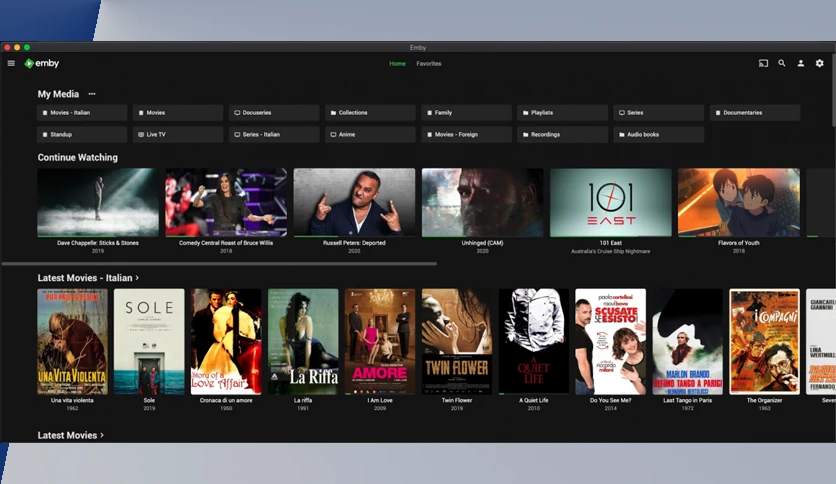 Emby
emby
Home Favorites
My Media ...
Movies - Italian Movies Docuseries Collections Family Playlists Series Documentaries
Standup Live TV Series - Italian Anime Movies - Foreign Recordings Audio books
Continue Watching
101
EAST
Dave Chappelle: Sticks & Stones Comedy Central Roast of Bruce Willis Russell Peters: Deported Unhinged (CAM) 101 East Flavors of Youth
2019 2018 2020 2020 Australia's Cruise Ship Nightmare 2018
Latest Movies - Italian >
UNA VITA VIOLENTA
SOLE
Story of a Love Affair
La Riffa
AMORE
TWIN FLOWER
A QUIET LIFE
paola cortellesi
raoul bova
SCUSATE SE ESISTO!
MARLON BRANDO
ULTIMO TANGO A PARIGI
I COMPAGNI
GIANCARLO
GIANNINI
LINA
Una vita violenta Sole Cronaca di un amore La riffa I Am Love Twin Flower A Quiet Life Do You See Me? Last Tango in Paris The Organizer Seve
1962 2019 1950 1991 2009 2019 2010 2014 1972 1963
Latest Movies >